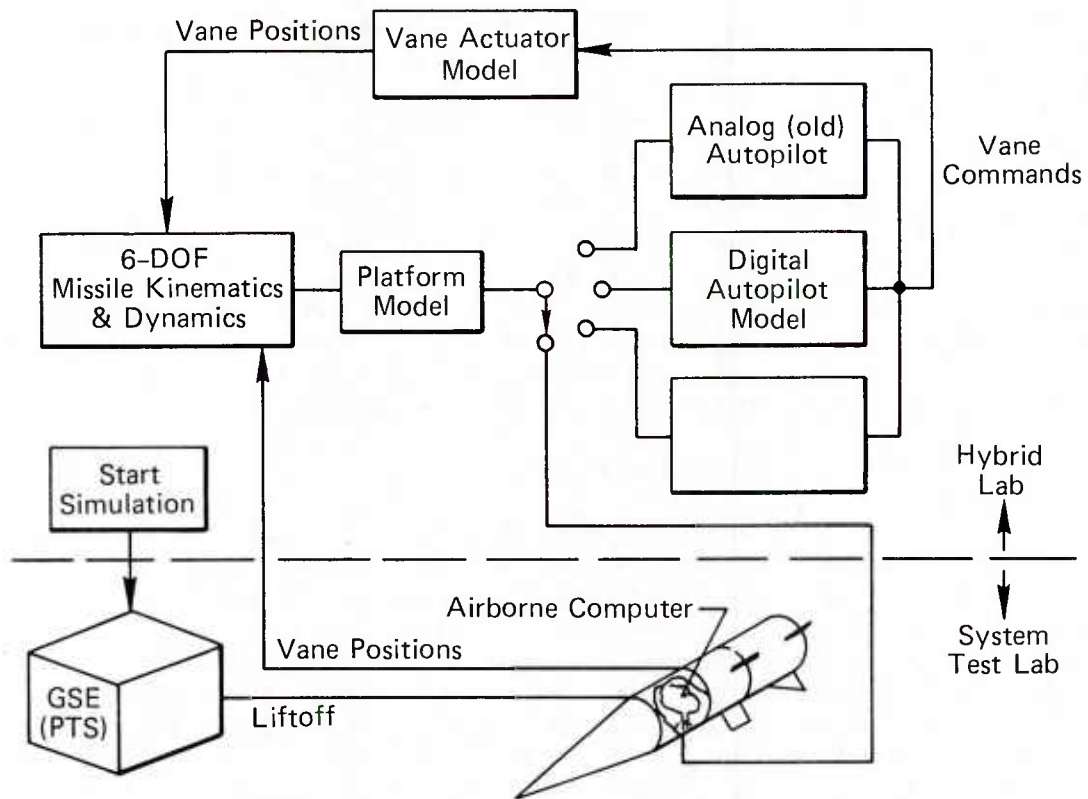 Vane Positions
Vane Actuator
Model
Analog (old)
Autopilot
Vane
Commands
6-DOF
Missile Kinematics
& Dynamics
Platform
Model
Digital
Autopilot
Model
Start
Simulation
Hybrid
Lab
Airborne Computer
System
Test Lab
Vane Positions
GSE
(PTS)
Liftoff